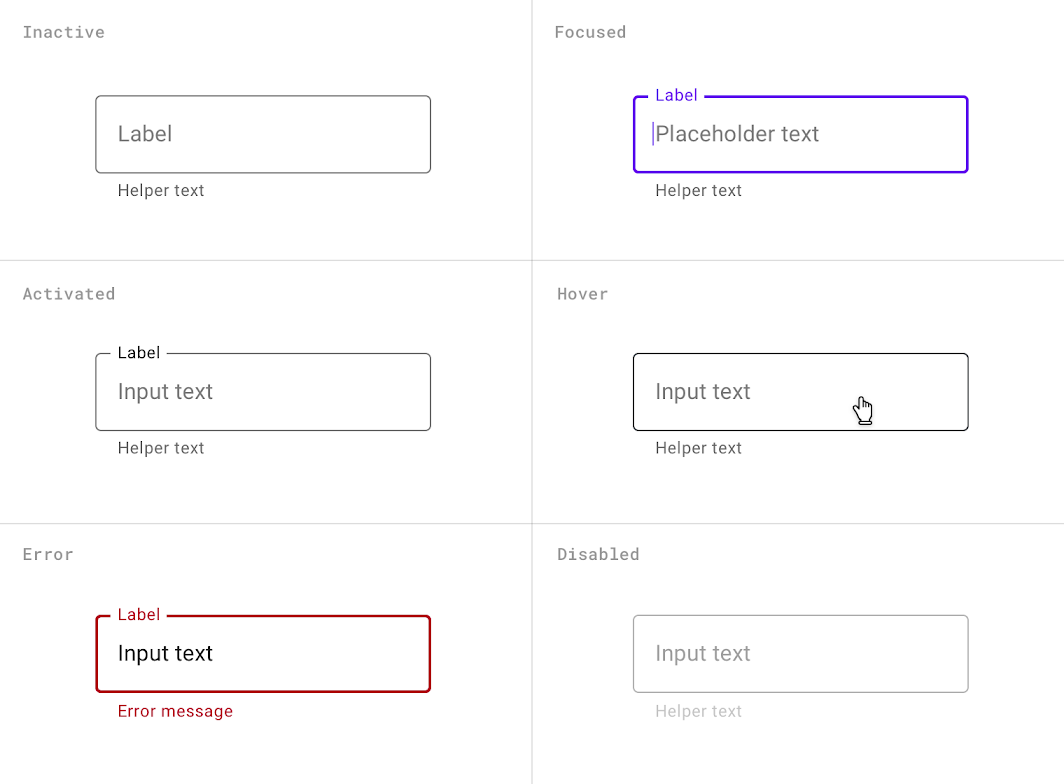 Inactive
Label
Helper text
Focused
Label
Placeholder text
Helper text
Activated
Label
Input text
Helper text
Hover
Input text
Helper text
Error
Label
Input text
Error message
Disabled
Input text
Helper text